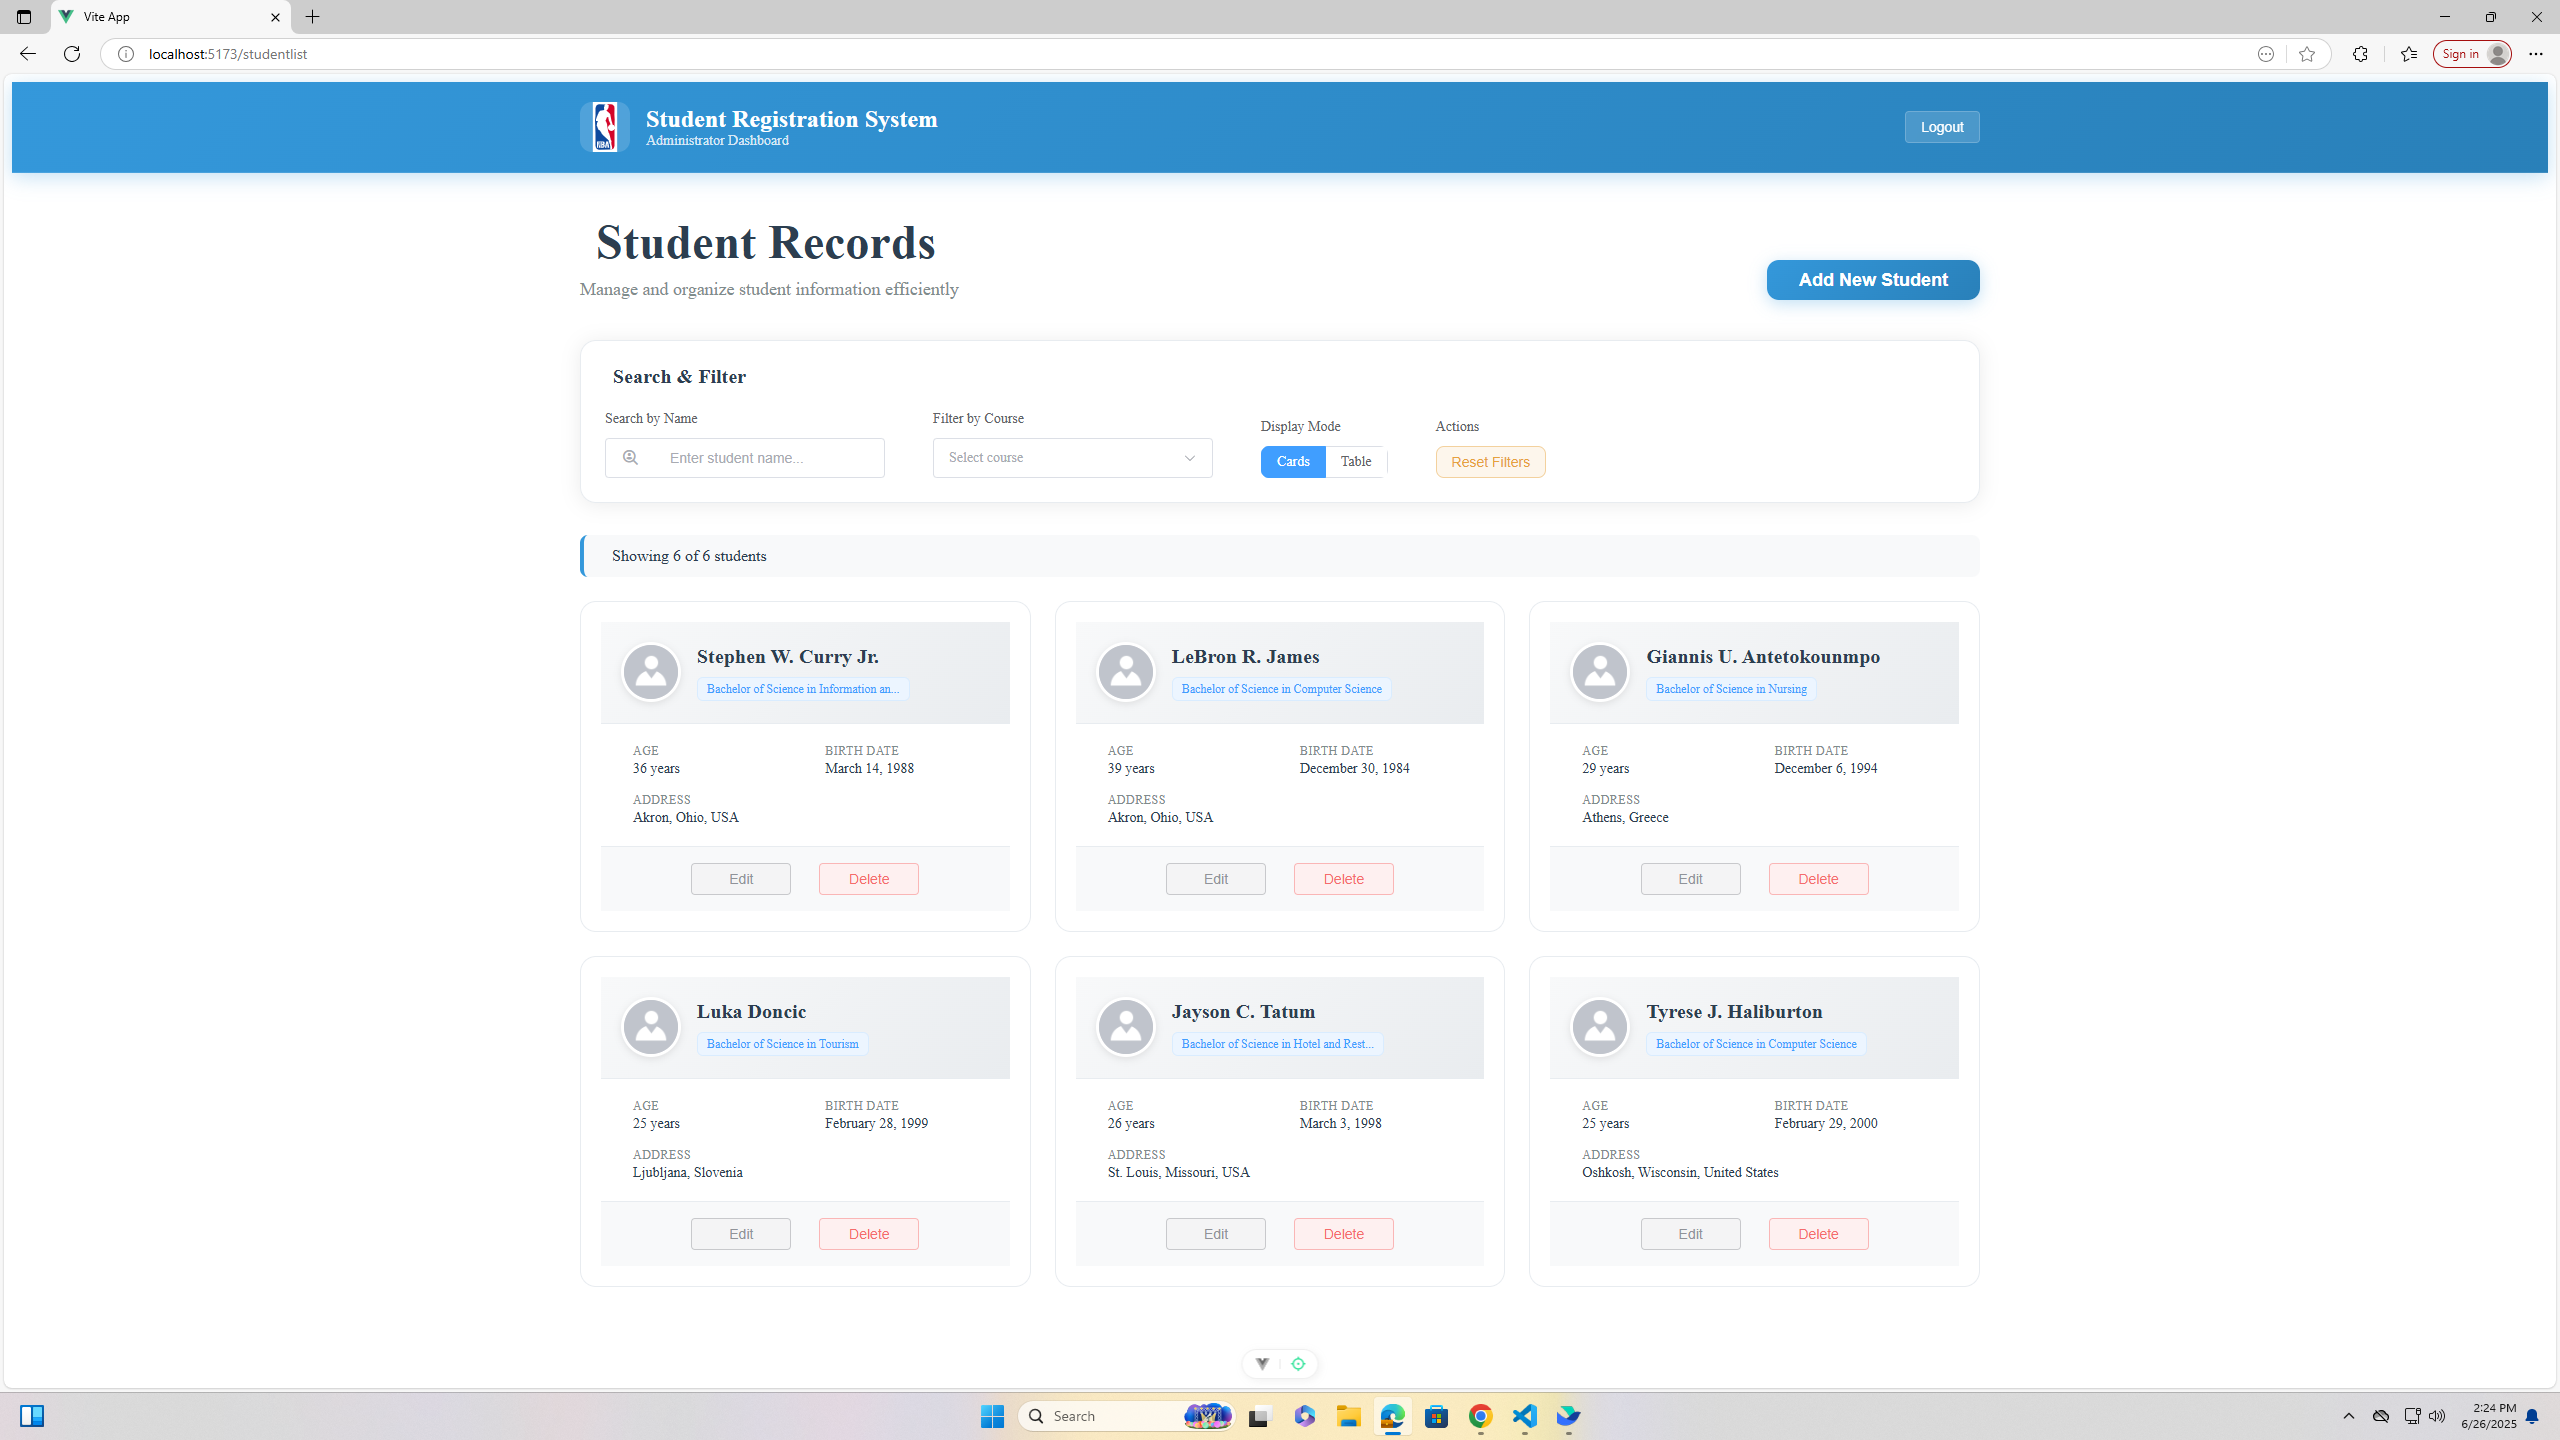 Vite App
localhost:5173/studentlist
Sign in
NBA
Student Registration System
Administrator Dashboard
Logout
Student Records
Manage and organize student information efficiently
Add New Student
Search & Filter
Search by Name
Filter by Course
Display Mode
Actions
Enter student name...
Select course
Cards
Table
Reset Filters
Showing 6 of 6 students
Stephen W. Curry Jr.
Bachelor of Science in Information an...
AGE
BIRTH DATE
36 years
March 14, 1988
ADDRESS
Akron, Ohio, USA
Edit
Delete
LeBron R. James
Bachelor of Science in Computer Science
AGE
BIRTH DATE
39 years
December 30, 1984
ADDRESS
Akron, Ohio, USA
Edit
Delete
Giannis U. Antetokounmpo
Bachelor of Science in Nursing
AGE
BIRTH DATE
29 years
December 6, 1994
ADDRESS
Athens, Greece
Edit
Delete
Luka Doncic
Bachelor of Science in Tourism
AGE
BIRTH DATE
25 years
February 28, 1999
ADDRESS
Ljubljana, Slovenia
Edit
Delete
Jayson C. Tatum
Bachelor of Science in Hotel and Rest...
AGE
BIRTH DATE
26 years
March 3, 1998
ADDRESS
St. Louis, Missouri, USA
Edit
Delete
Tyrese J. Haliburton
Bachelor of Science in Computer Science
AGE
BIRTH DATE
25 years
February 29, 2000
ADDRESS
Oshkosh, Wisconsin, United States
Edit
Delete
Search
2:24 PM
6/26/2025